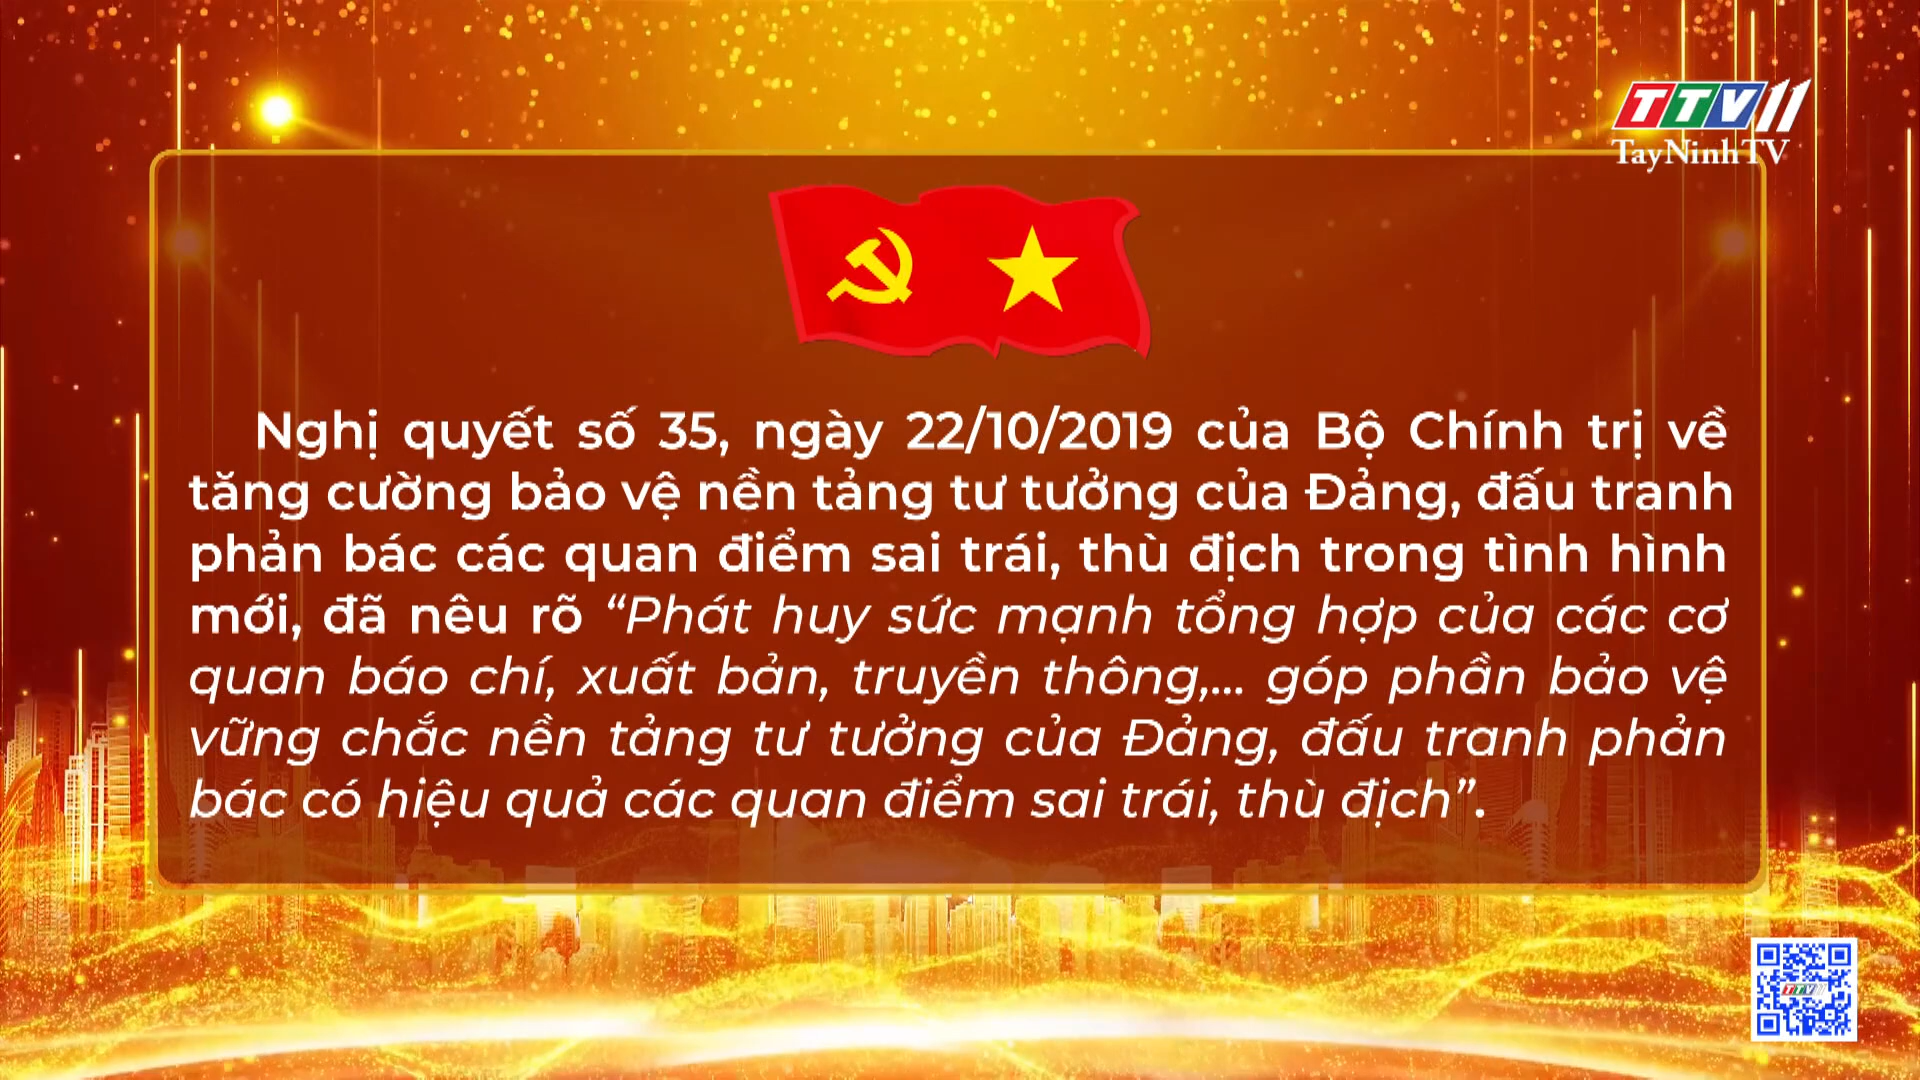 TTV11
TayNinhTV
Nghị quyết số 35, ngày 22/10/2019 của Bộ Chính trị về
tăng cường bảo vệ nền tảng tư tưởng của Đảng, đấu tranh
phản bác các quan điểm sai trái, thù địch trong tình hình
mới, đã nêu rõ “Phát huy sức mạnh tổng hợp của các cơ
quan báo chí, xuất bản, truyền thông,... góp phần bảo vệ
vững chắc nền tảng tư tưởng của Đảng, đấu tranh phản
bác có hiệu quả các quan điểm sai trái, thù địch”.
TTV11